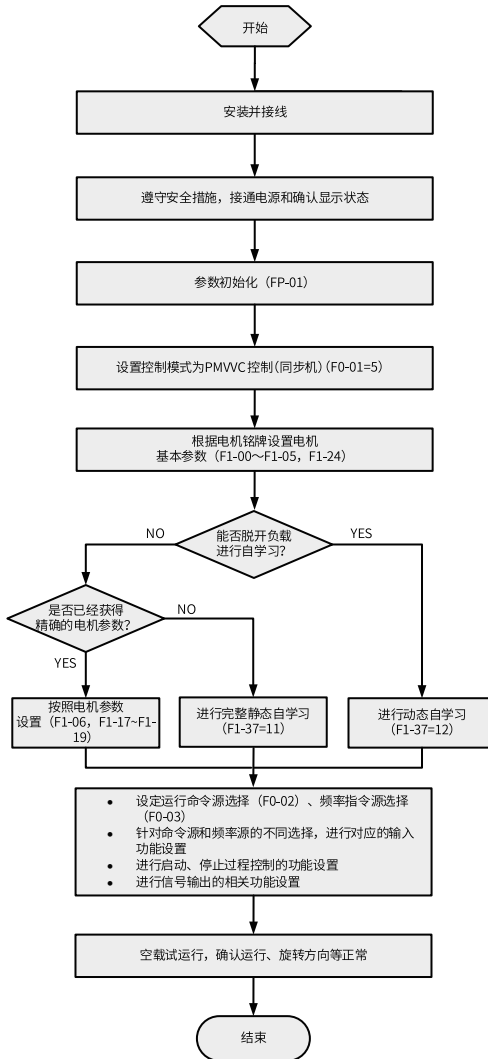 开始
安装并接线
遵守安全措施，接通电源和确认显示状态
参数初始化（FP-01）
设置控制模式为PMVVC控制（同步机）（F0-01=5）
根据电机铭牌设置电机
基本参数（F1-00～F1-05，F1-24）
能否脱开负载
进行自学习？
NO
YES
是否已经获得
精确的电机参数？
NO
YES
按照电机参数
设置（F1-06，F1-17~F1-
19）
进行完整静态自学习
（F1-37=11）
进行动态自学习
（F1-37=12）
• 设定运行命令源选择（F0-02）、频率指令源选择
（F0-03）
• 针对命令源和频率源的不同选择，进行对应的输入
功能设置
• 进行启动、停止过程控制的功能设置
• 进行信号输出的相关功能设置
空载试运行，确认运行、旋转方向等正常
结束